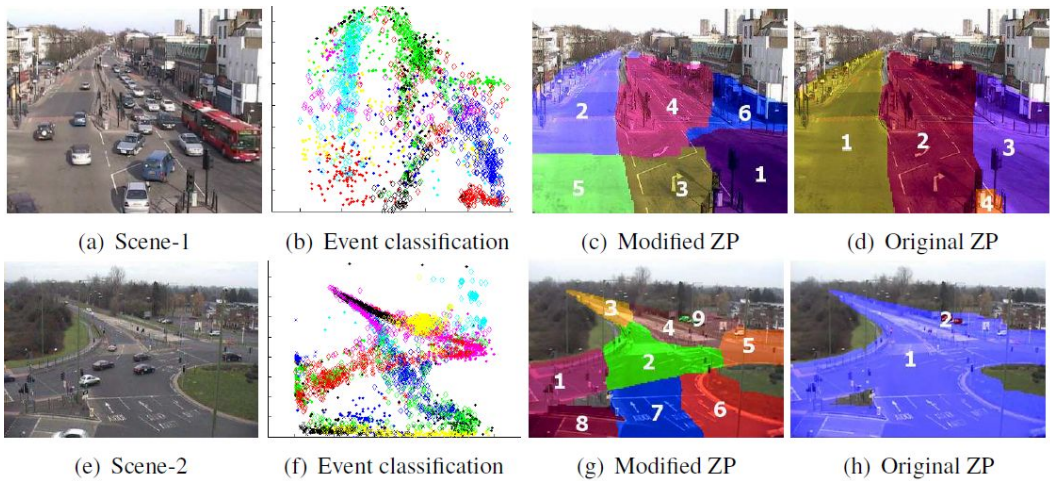 2
4
6
5
3
1
1
2
3
4
(a) Scene-1
(b) Event classification
(c) Modified ZP
(d) Original ZP
3
4
9
5
2
1
6
7
8
2
1
(e) Scene-2
(f) Event classification
(g) Modified ZP
(h) Original ZP